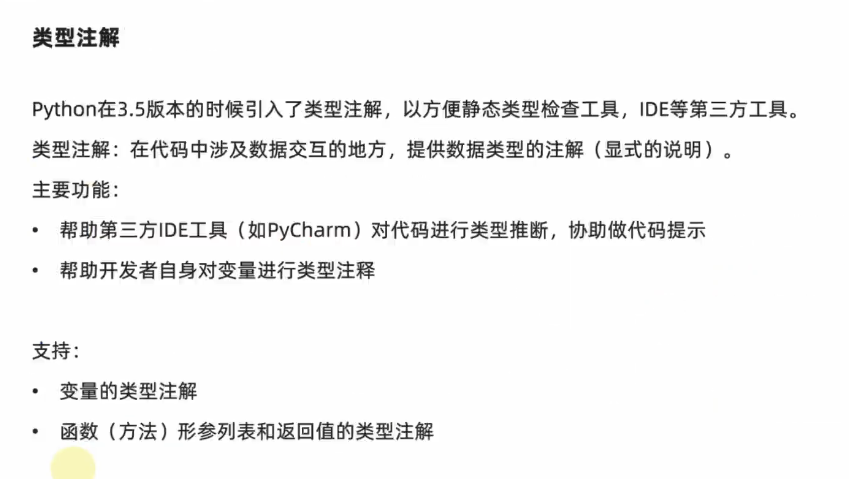 类型注解
Python在3.5版本的时候引入了类型注解，以方便静态类型检查工具，IDE等第三方工具。
类型注解：在代码中涉及数据交互的地方，提供数据类型的注解（显式的说明）。
主要功能：
• 帮助第三方IDE工具（如PyCharm）对代码进行类型推断，协助做代码提示
• 帮助开发者自身对变量进行类型注释
支持：
• 变量的类型注解
• 函数（方法）形参列表和返回值的类型注解